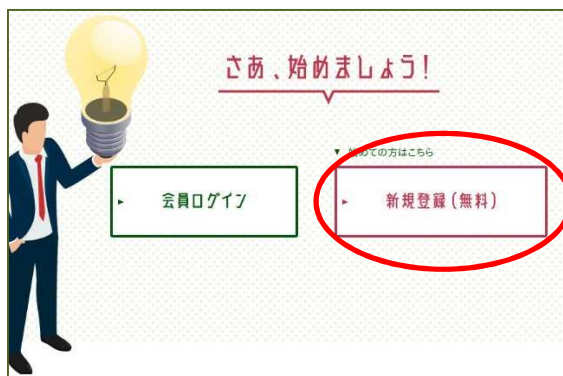 さあ、始めましょう!
▼ 初めての方はこちら
▸ 会員ログイン
▸ 新規登録(無料)